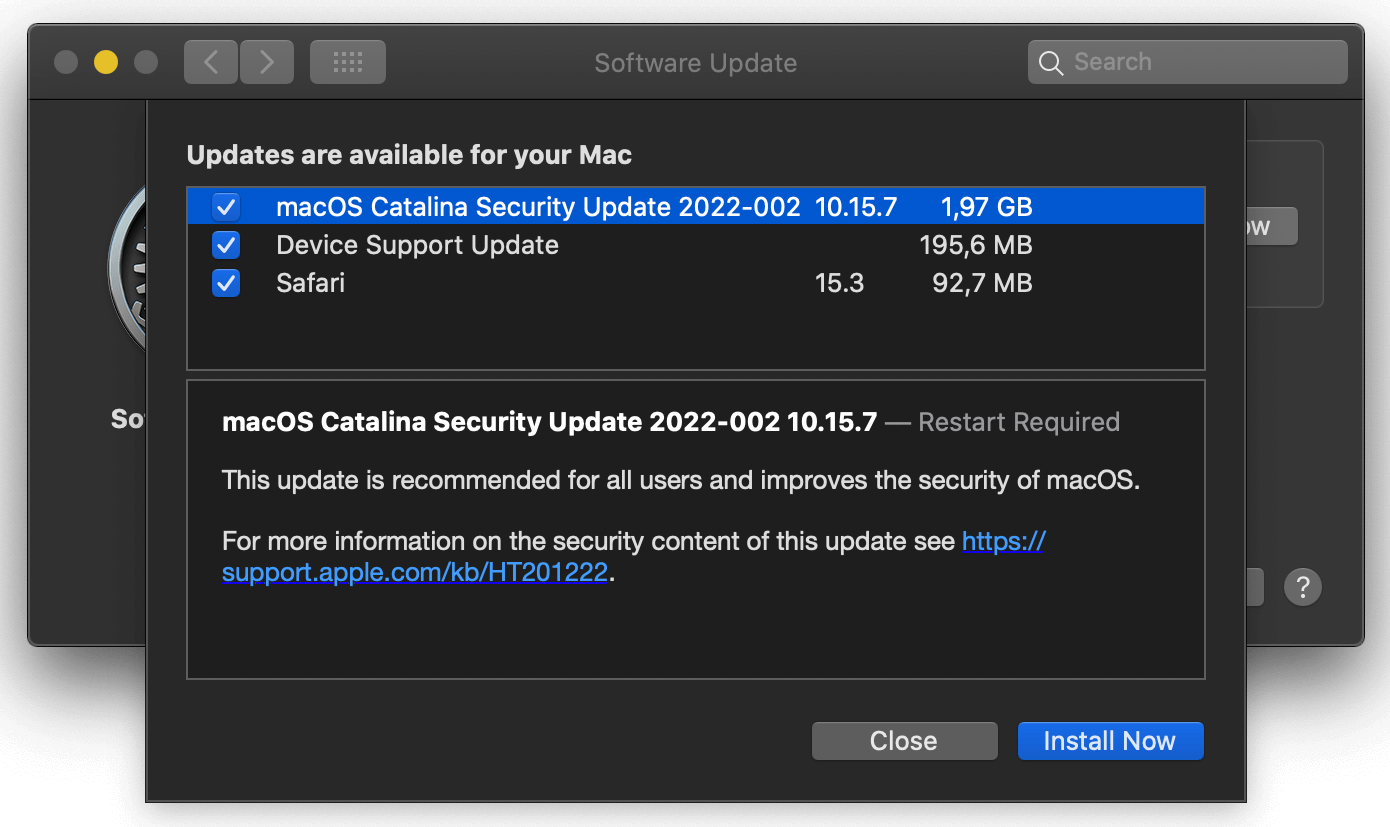 Software Update
Search
Updates are available for your Mac
macOS Catalina Security Update 2022-002 10.15.7 1,97 GB
Device Support Update 195,6 MB
Safari 15.3 92,7 MB
macOS Catalina Security Update 2022-002 10.15.7 — Restart Required
This update is recommended for all users and improves the security of macOS.
For more information on the security content of this update see https://
support.apple.com/kb/HT201222.
?
Close Install Now